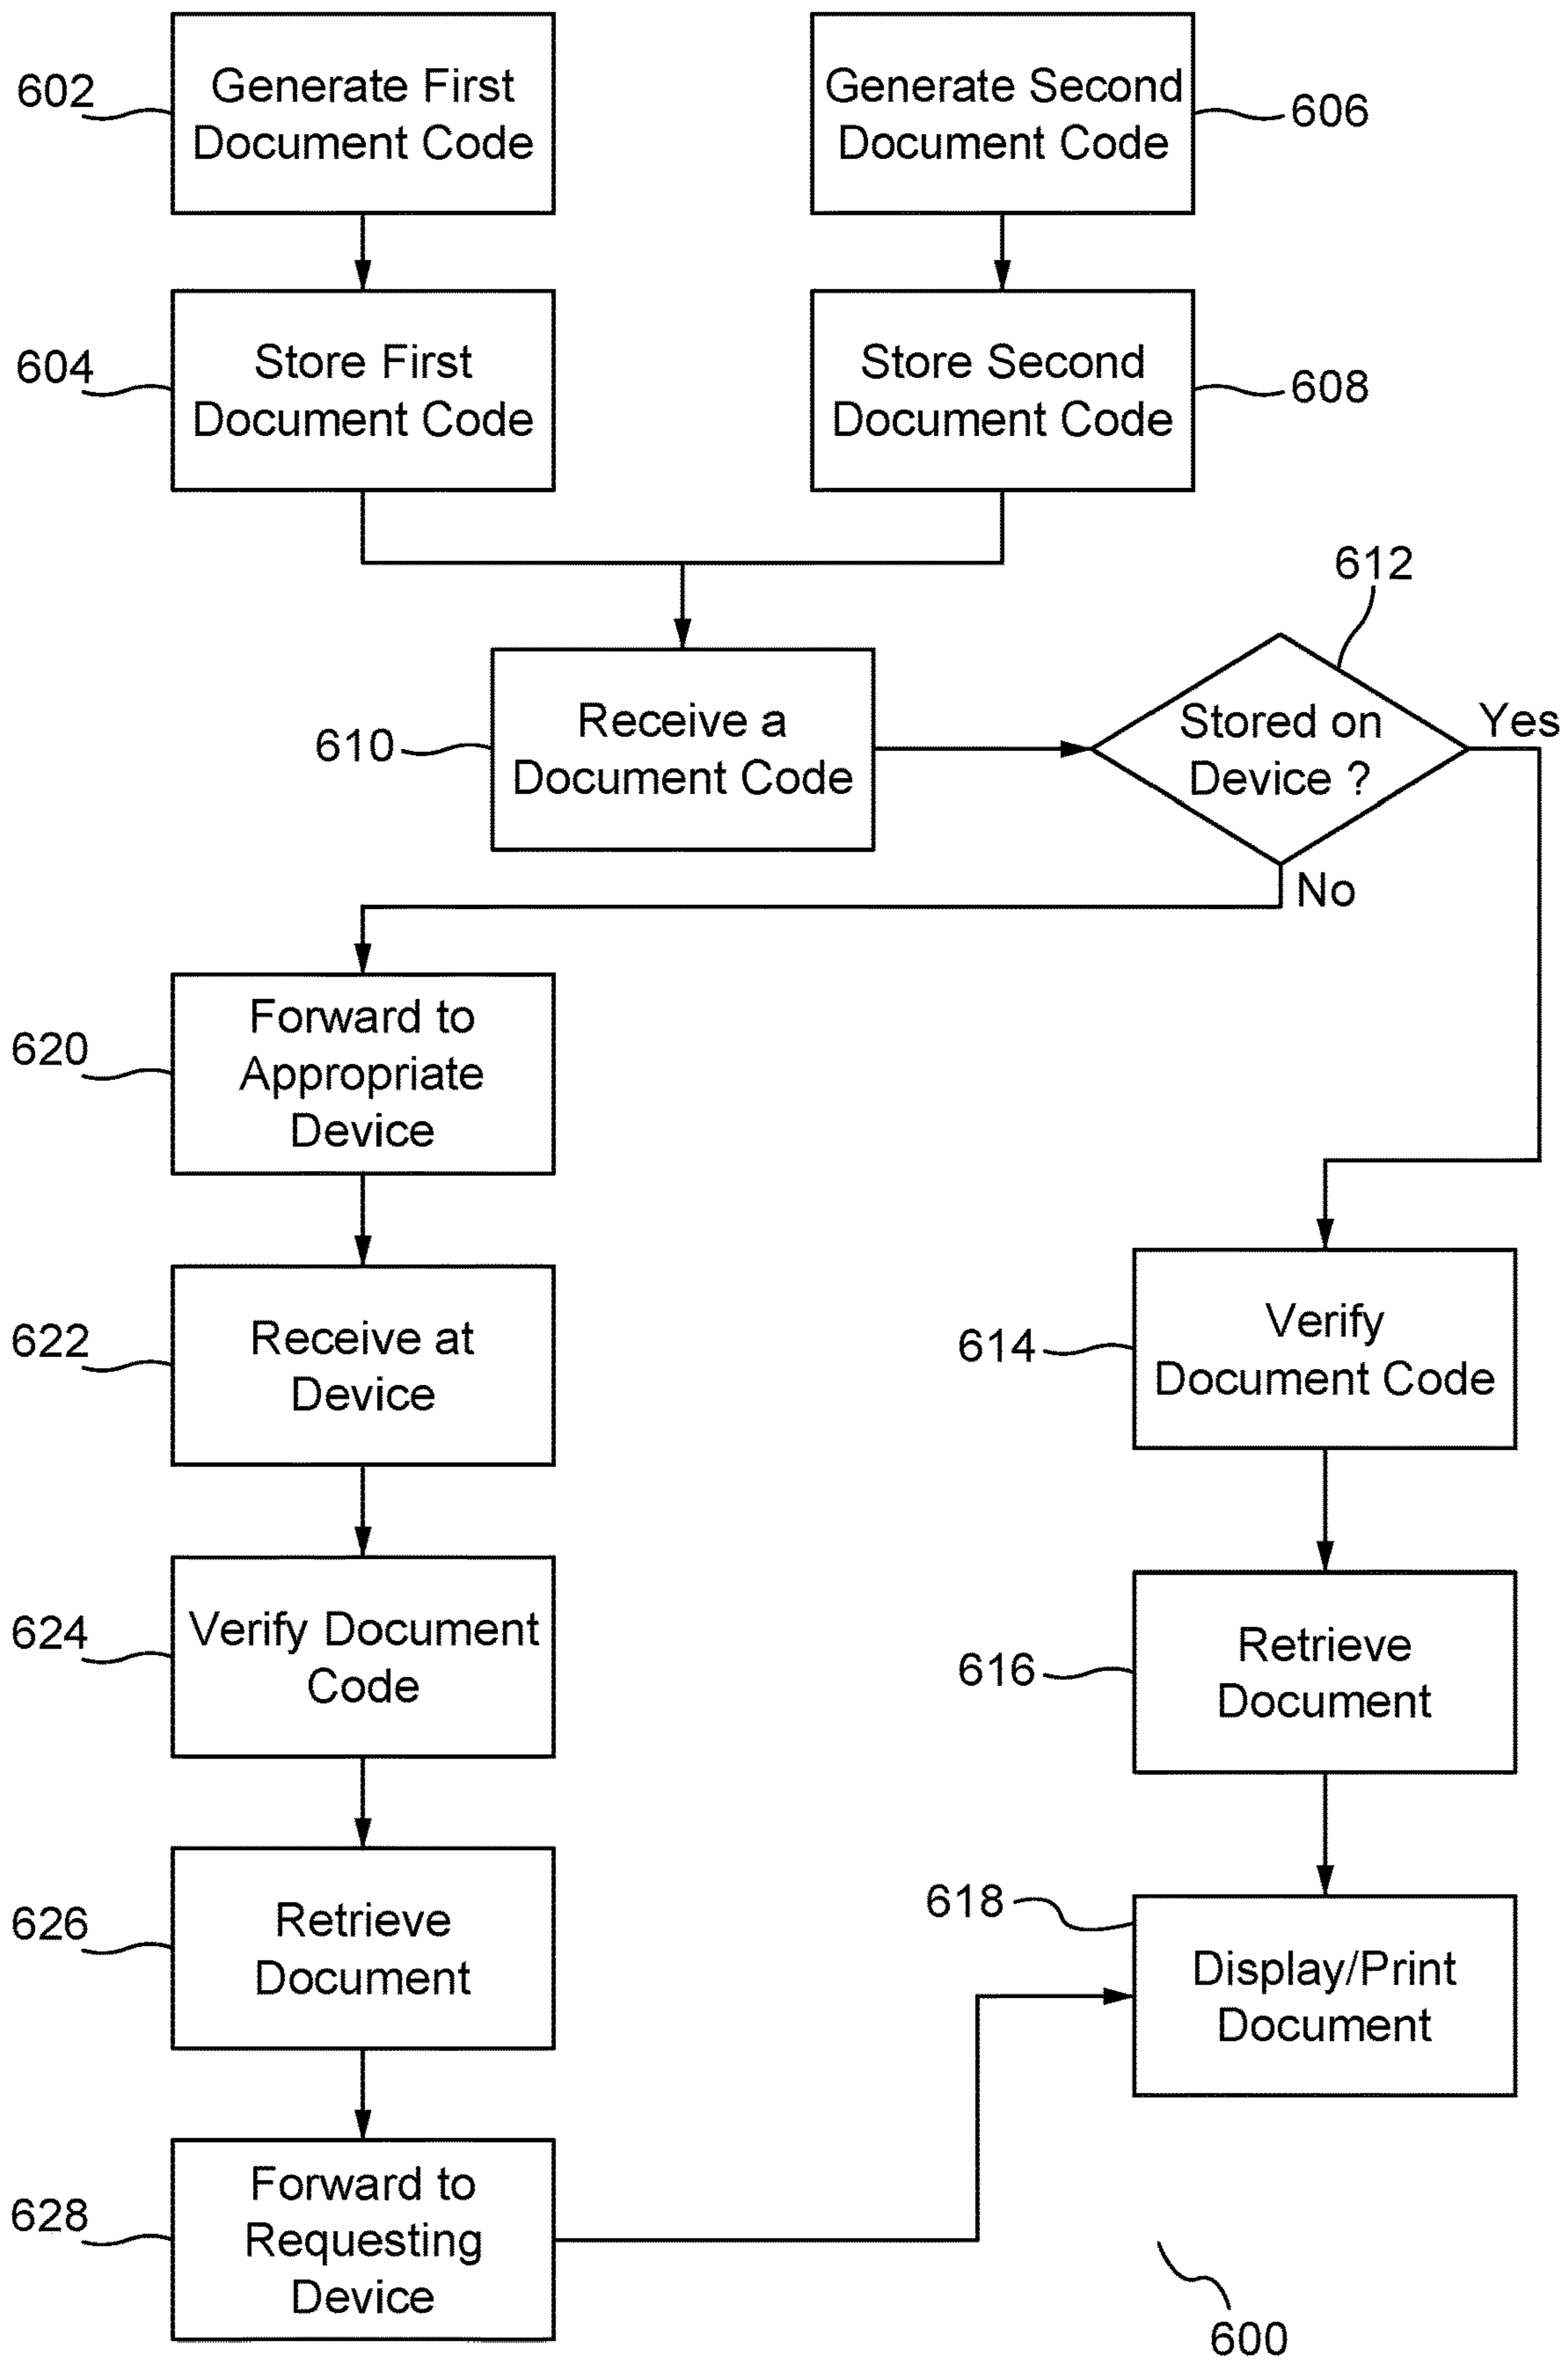 602
Generate First
Document Code
Generate Second
Document Code
606
604
Store First
Document Code
Store Second
Document Code
608
610
Receive a
Document Code
612
Stored on
Device ?
Yes
No
620
Forward to
Appropriate
Device
622
Receive at
Device
614
Verify
Document Code
624
Verify Document
Code
616
Retrieve
Document
626
Retrieve
Document
618
Display/Print
Document
628
Forward to
Requesting
Device
600